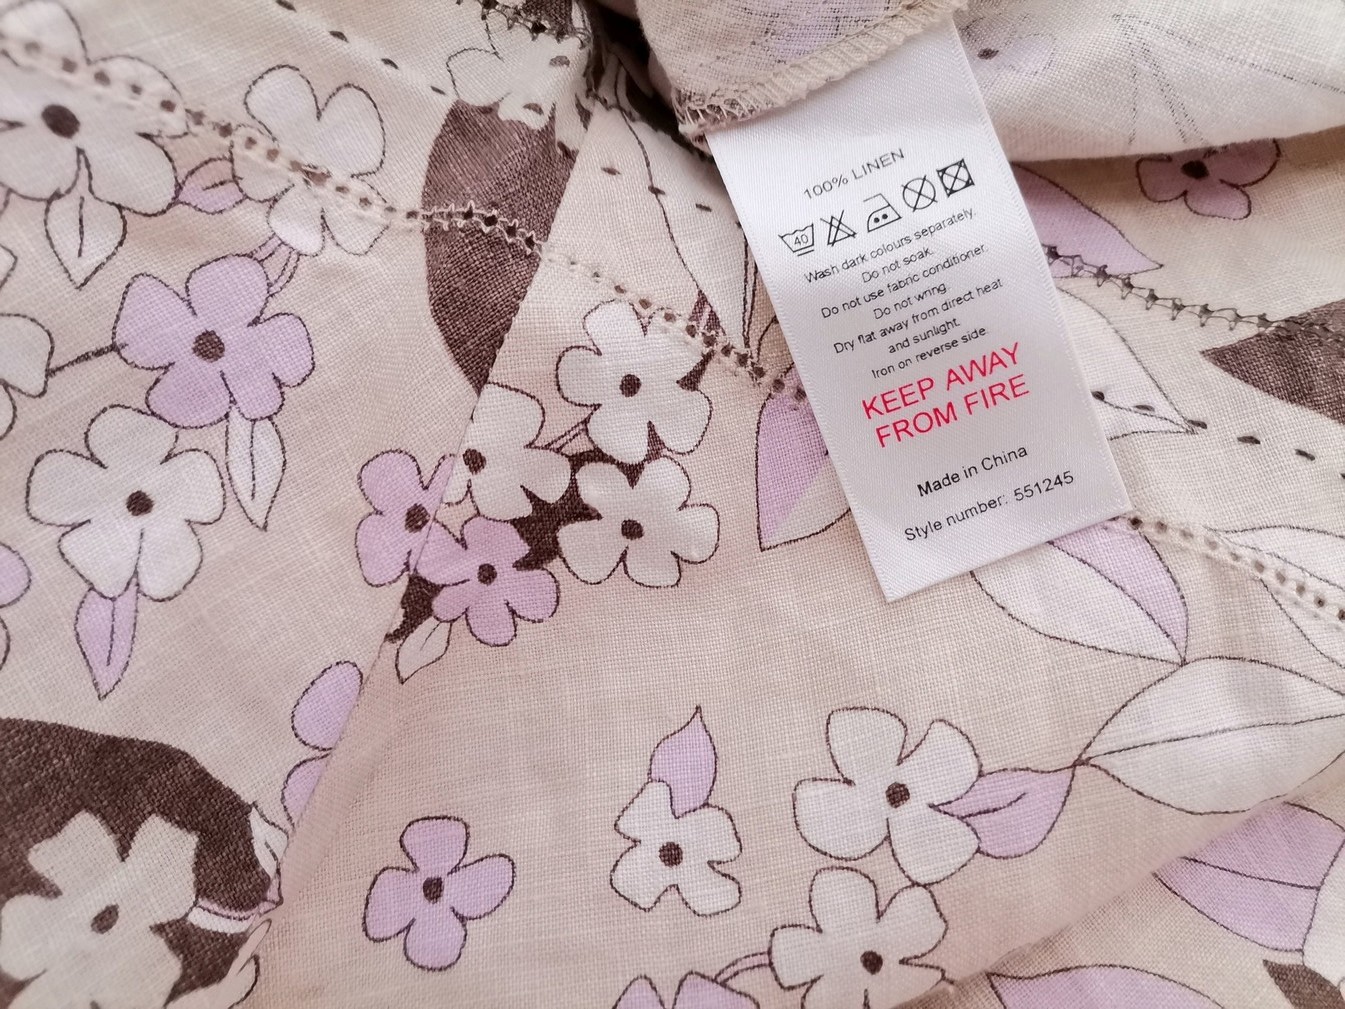 100% LINEN
40
Wash dark colours separately.
Do not soak.
Do not use fabric conditioner.
Do not wring.
Dry flat away from direct heat
and sunlight.
Iron on reverse side
KEEP AWAY
FROM FIRE
Made in China
Style number: 551245